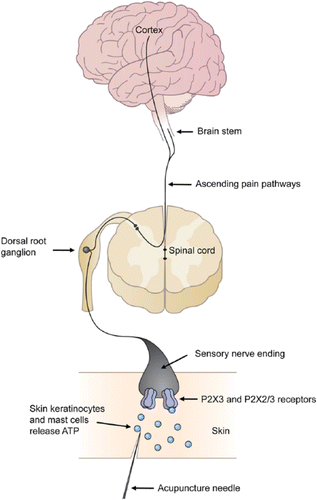 Cortex
Brain stem
Ascending pain pathways
Dorsal root
ganglion
Spinal cord
Sensory nerve ending
P2X3 and P2X2/3 receptors
Skin keratinocytes
and mast cells
release ATP
Skin
Acupuncture needle